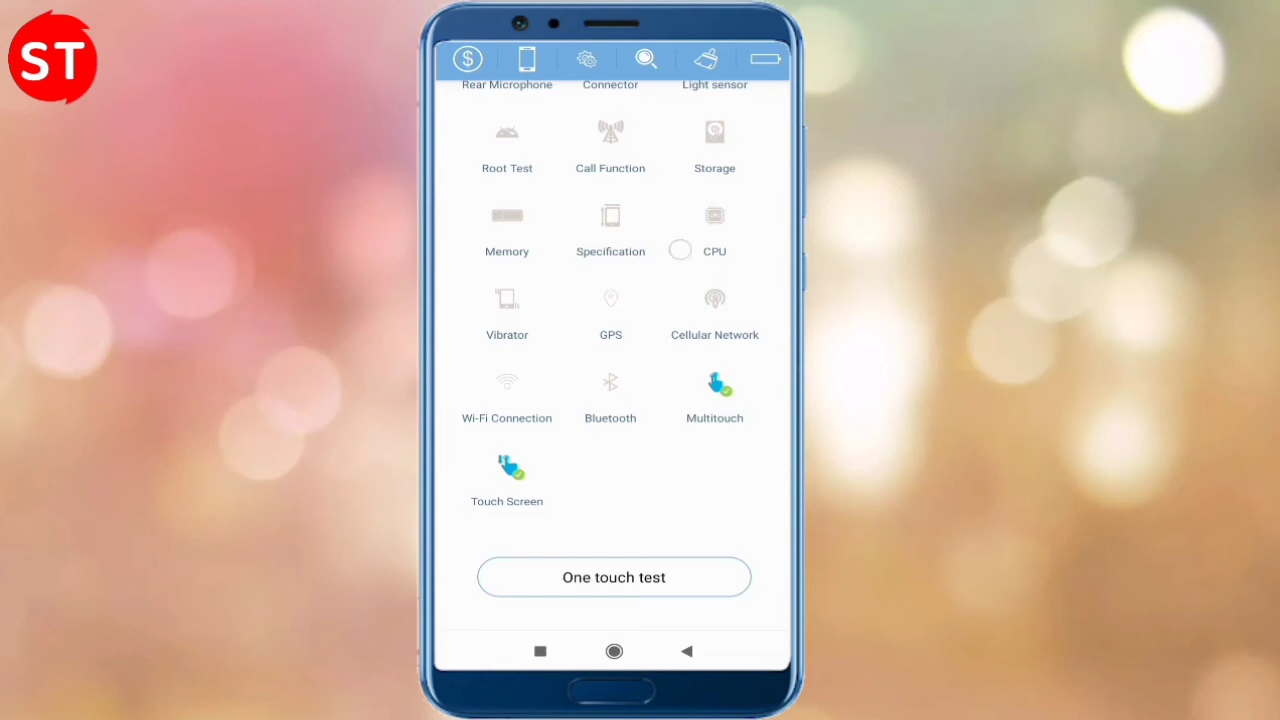 ST
Rear Microphone Connector Light sensor
Root Test Call Function Storage
Memory Specification CPU
Vibrator GPS Cellular Network
Wi-Fi Connection Bluetooth Multitouch
Touch Screen
One touch test